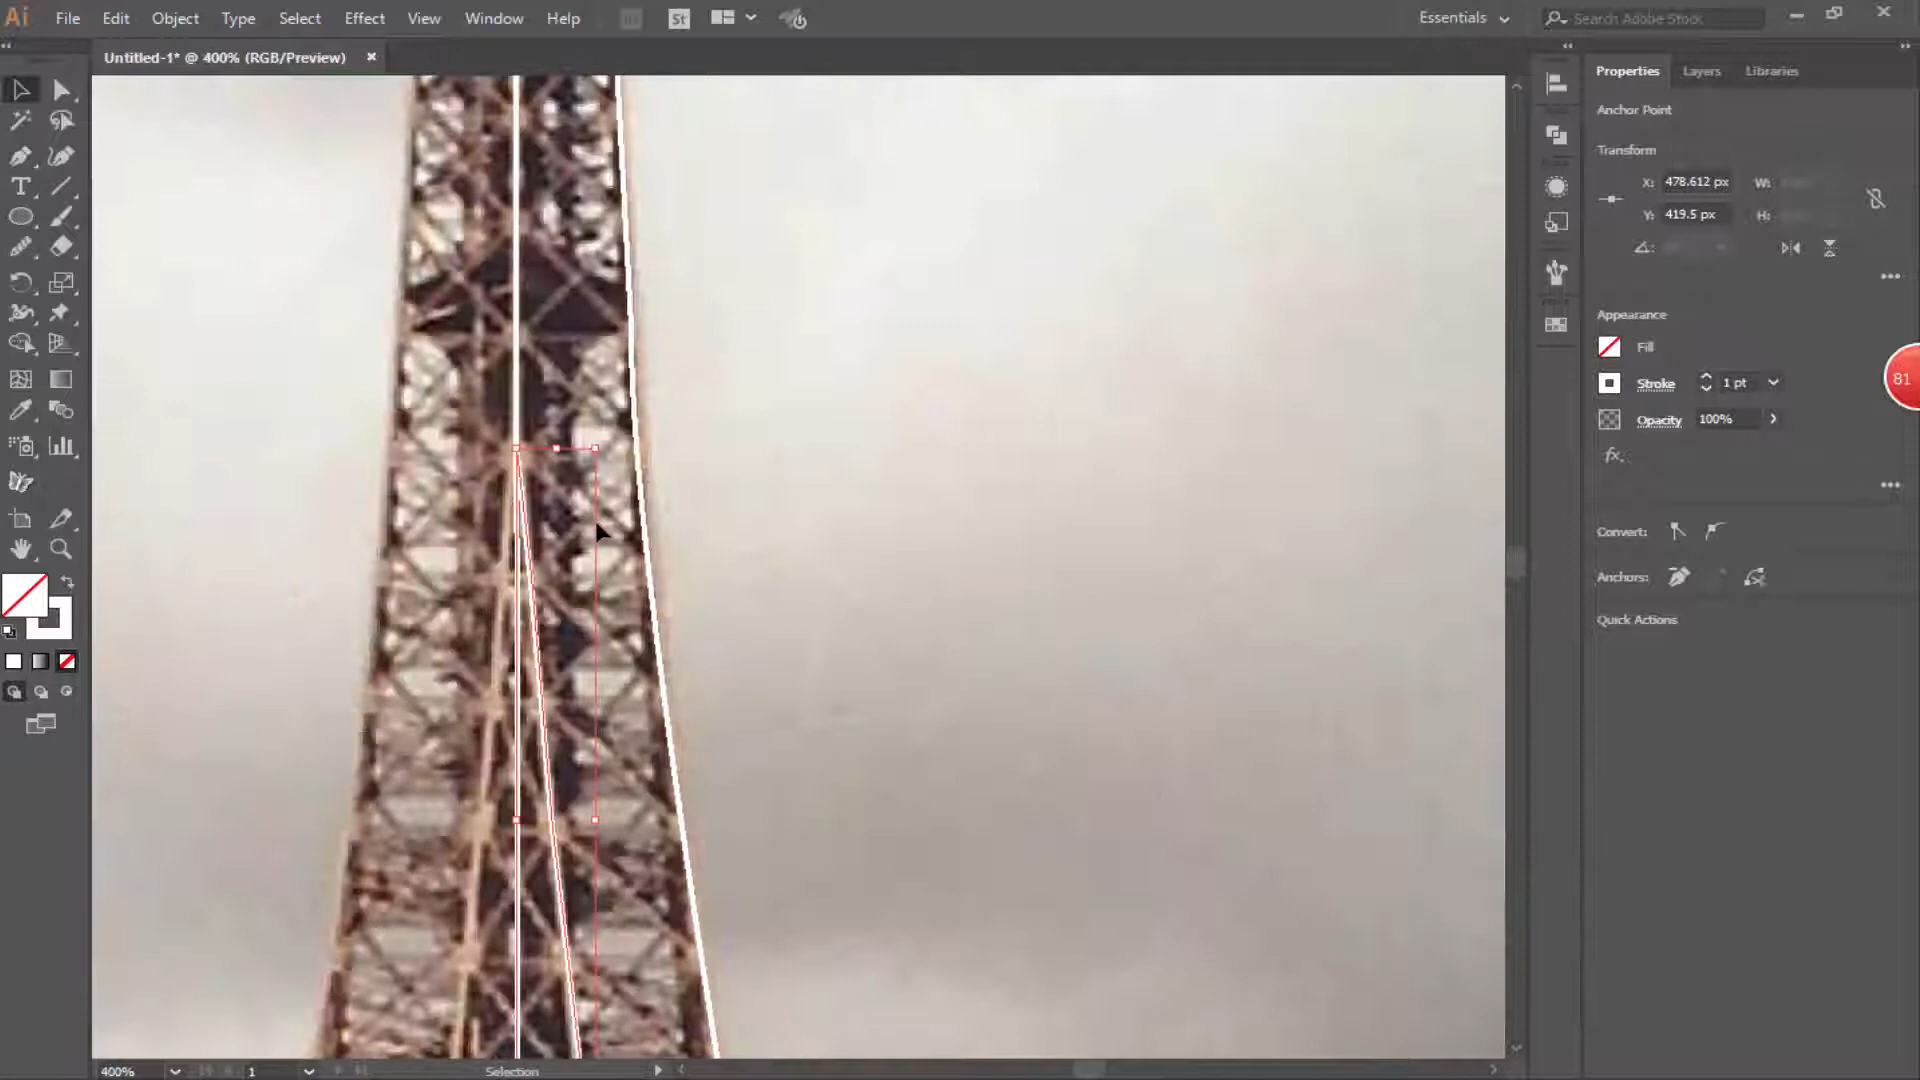 Ai File Edit Object Type Select Effect View Window Help St Essentials Search Adobe Stock
Untitled-1* @ 400% (RGB/Preview)
Properties Layers Libraries
Anchor Point
Transform
X: 478.612 px W:
Y: 419.5 px H:
Appearance
Fill
Stroke 1 pt
Opacity 100%
fx.
81
Convert:
Anchors:
Quick Actions
T
400% 1 Selection